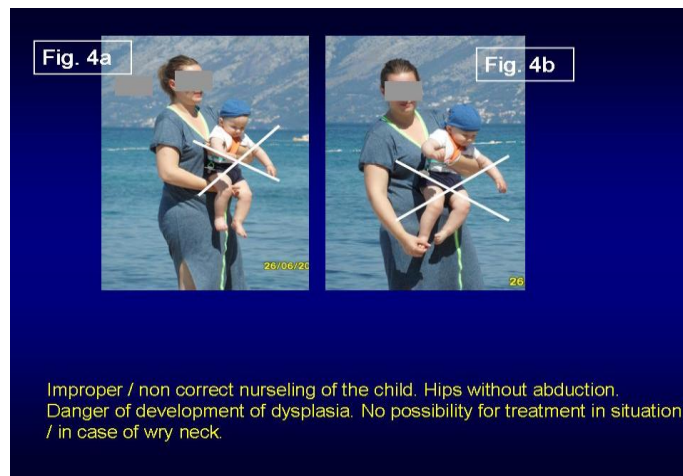 Fig. 4a
Fig. 4b
26/06/20
26
Improper / non correct nurseling of the child. Hips without abduction.
Danger of development of dysplasia. No possibility for treatment in situation
/ in case of wry neck.